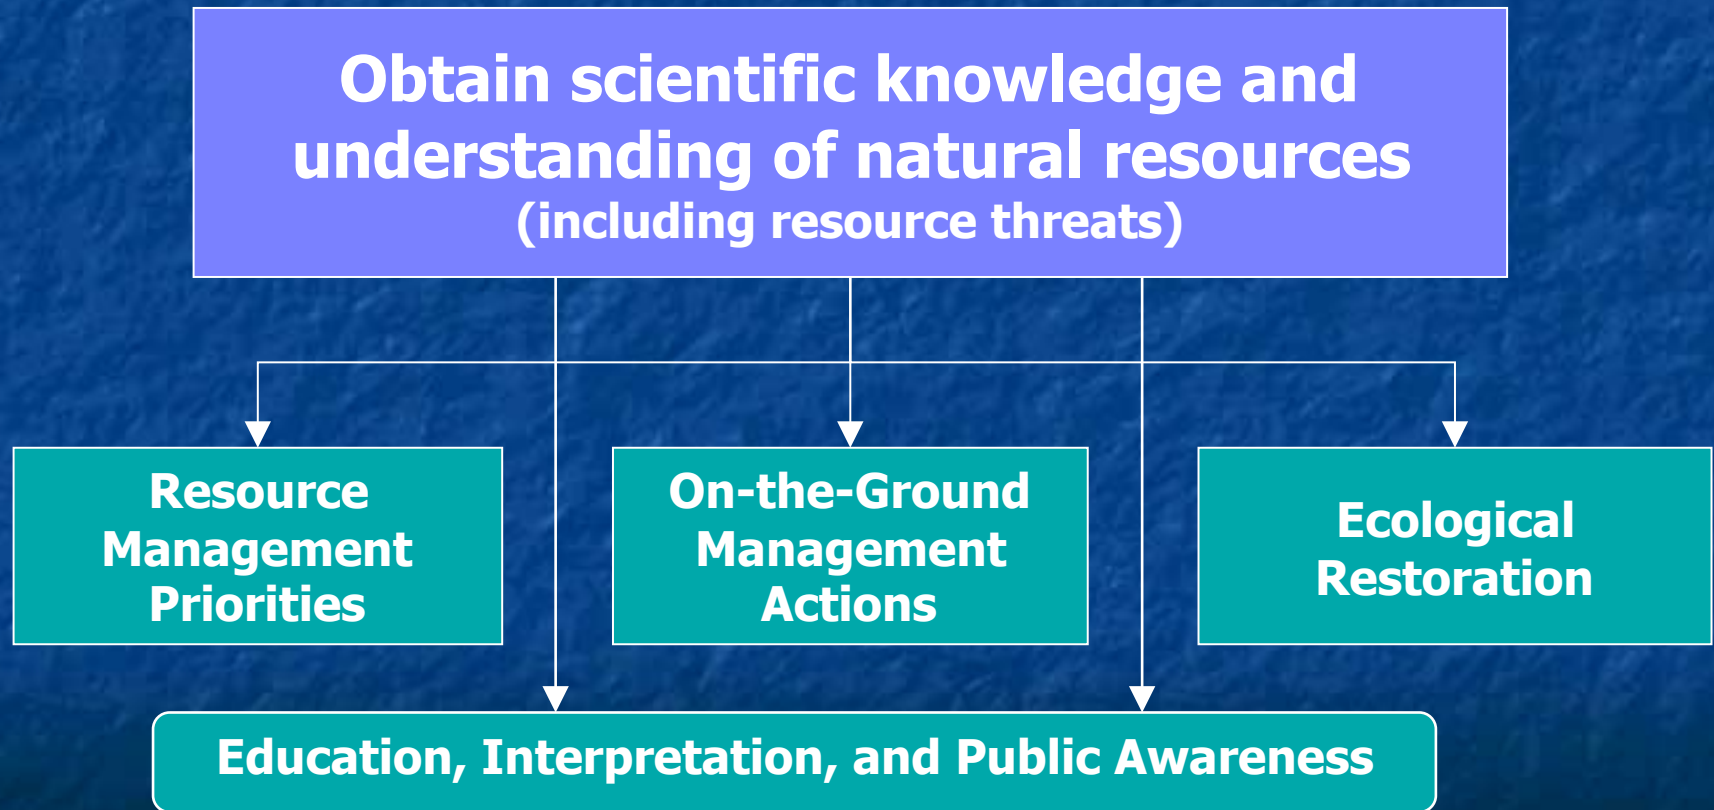 Obtain scientific knowledge and
understanding of natural resources
(including resource threats)
Resource
Management
Priorities
On-the-Ground
Management
Actions
Ecological
Restoration
Education, Interpretation, and Public Awareness